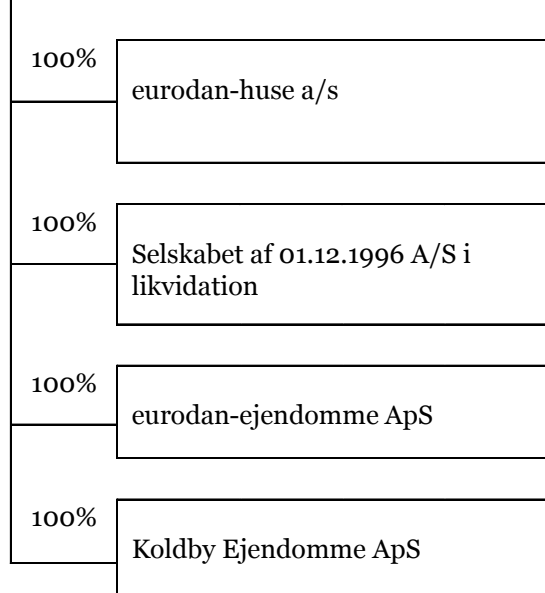 100%
eurodan-huse a/s
100%
Selskabet af 01.12.1996 A/S i
likvidation
100%
eurodan-ejendomme ApS
100%
Koldby Ejendomme ApS